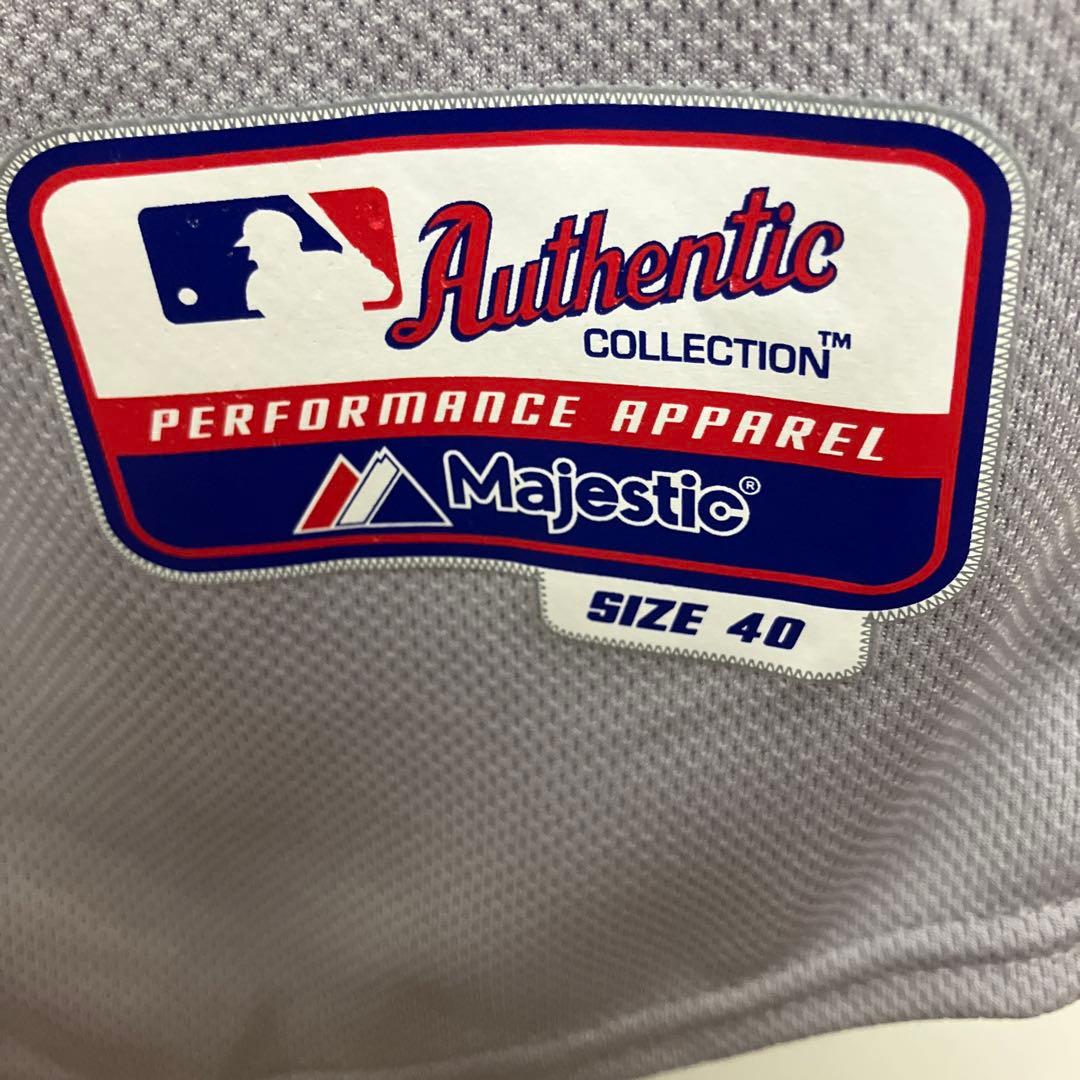 Authentic
COLLECTION™
PERFORMANCE APPAREL
Majestic®
SIZE 40